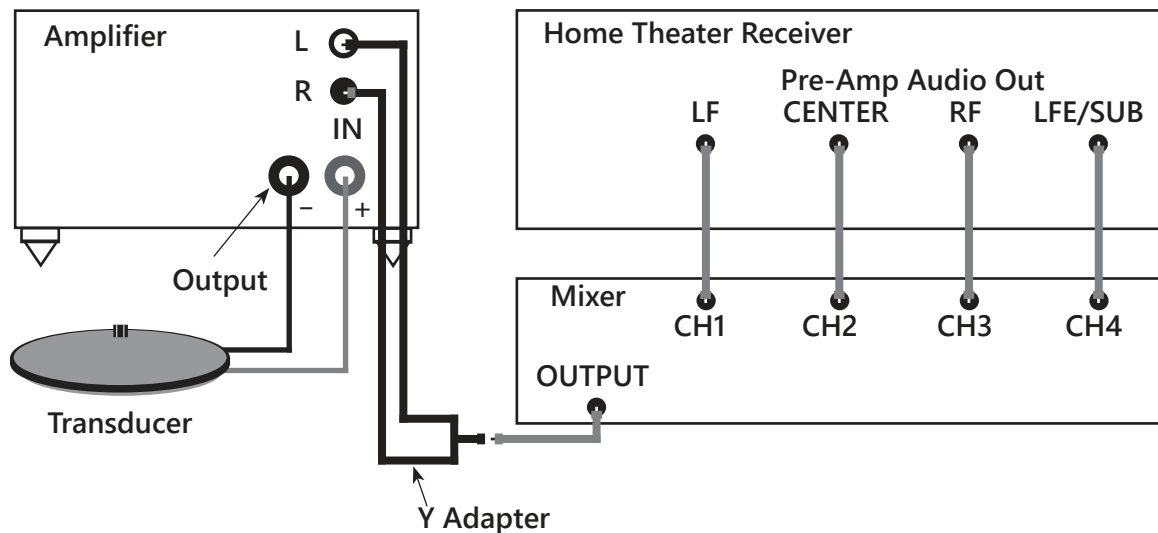 Amplifier
L
R
IN
− +
Output
Transducer
Y Adapter
Home Theater Receiver
Pre-Amp Audio Out
LF CENTER RF LFE/SUB
Mixer
CH1 CH2 CH3 CH4
OUTPUT